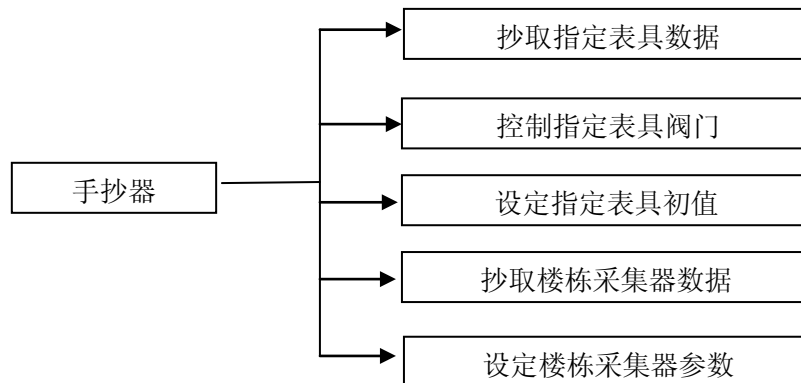 抄取指定表具数据
控制指定表具阀门
手抄器
设定指定表具初值
抄取楼栋采集器数据
设定楼栋采集器参数